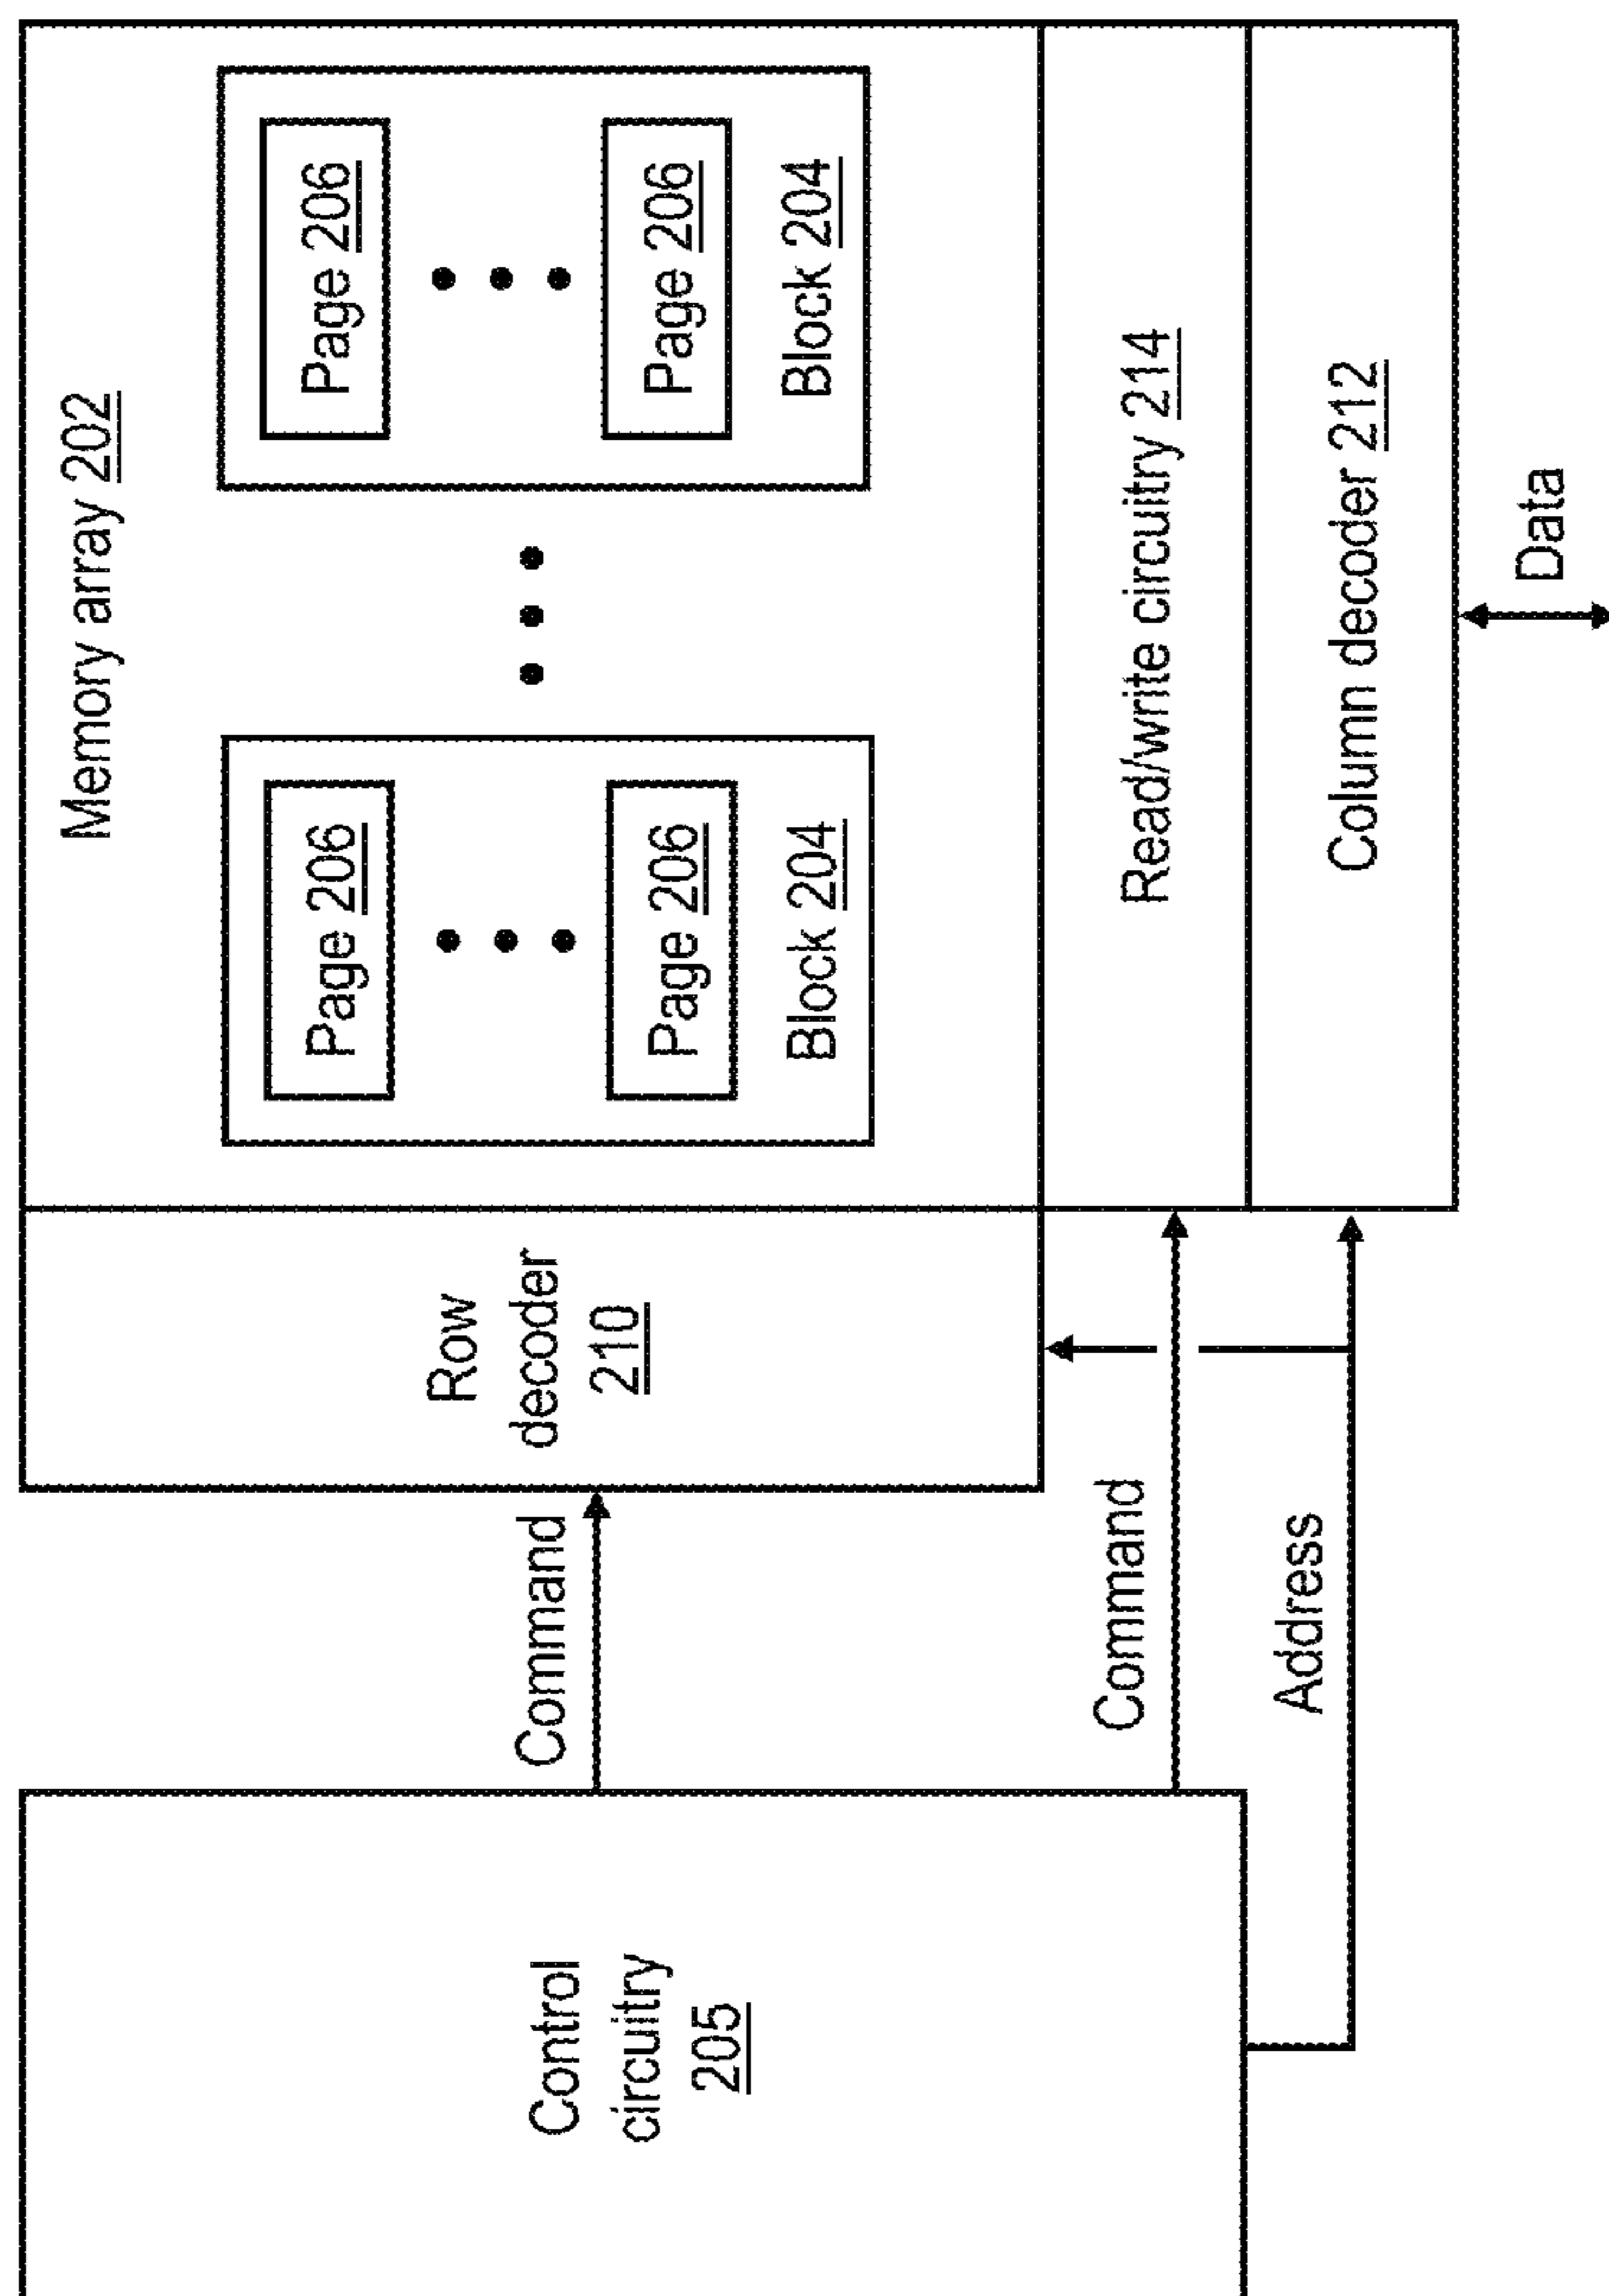 Memory array 202
Page 206
Page 206
Block 204
Page 206
Page 206
Block 204
Row
decoder
210
Control
circuitry
205
Command
Command
Address
Read/write circuitry 214
Column decoder 212
Data